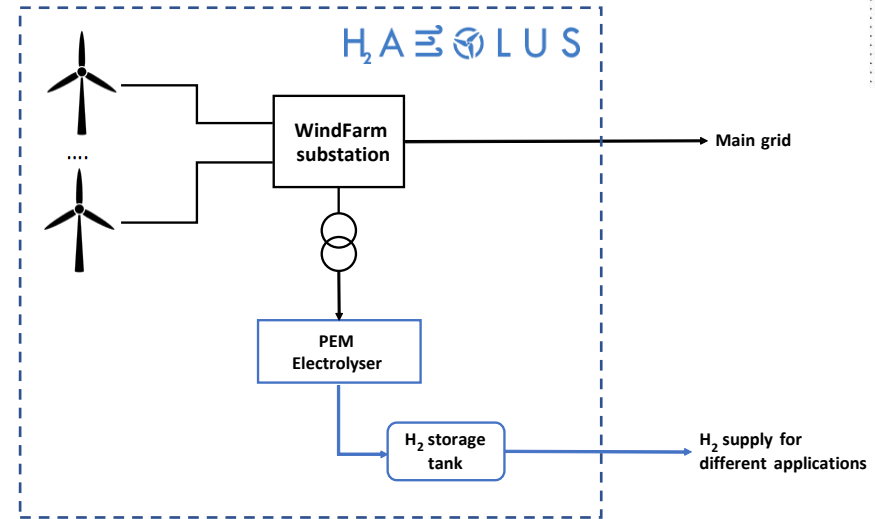 H₂AEOLUS
WindFarm
substation
Main grid
.....
PEM
Electrolyser
H₂ storage
tank
H₂ supply for
different applications